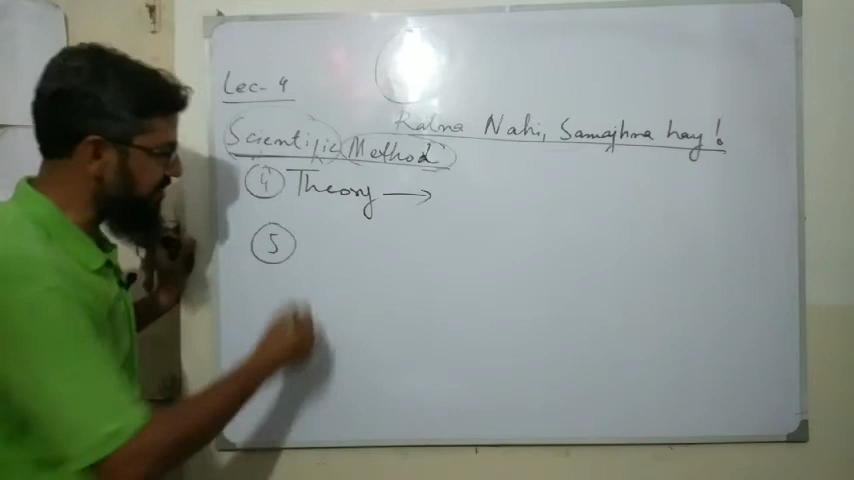 Lec-4
Ratna Nahi, Samajhna hay!
Scientific Method
4 Theory →
5